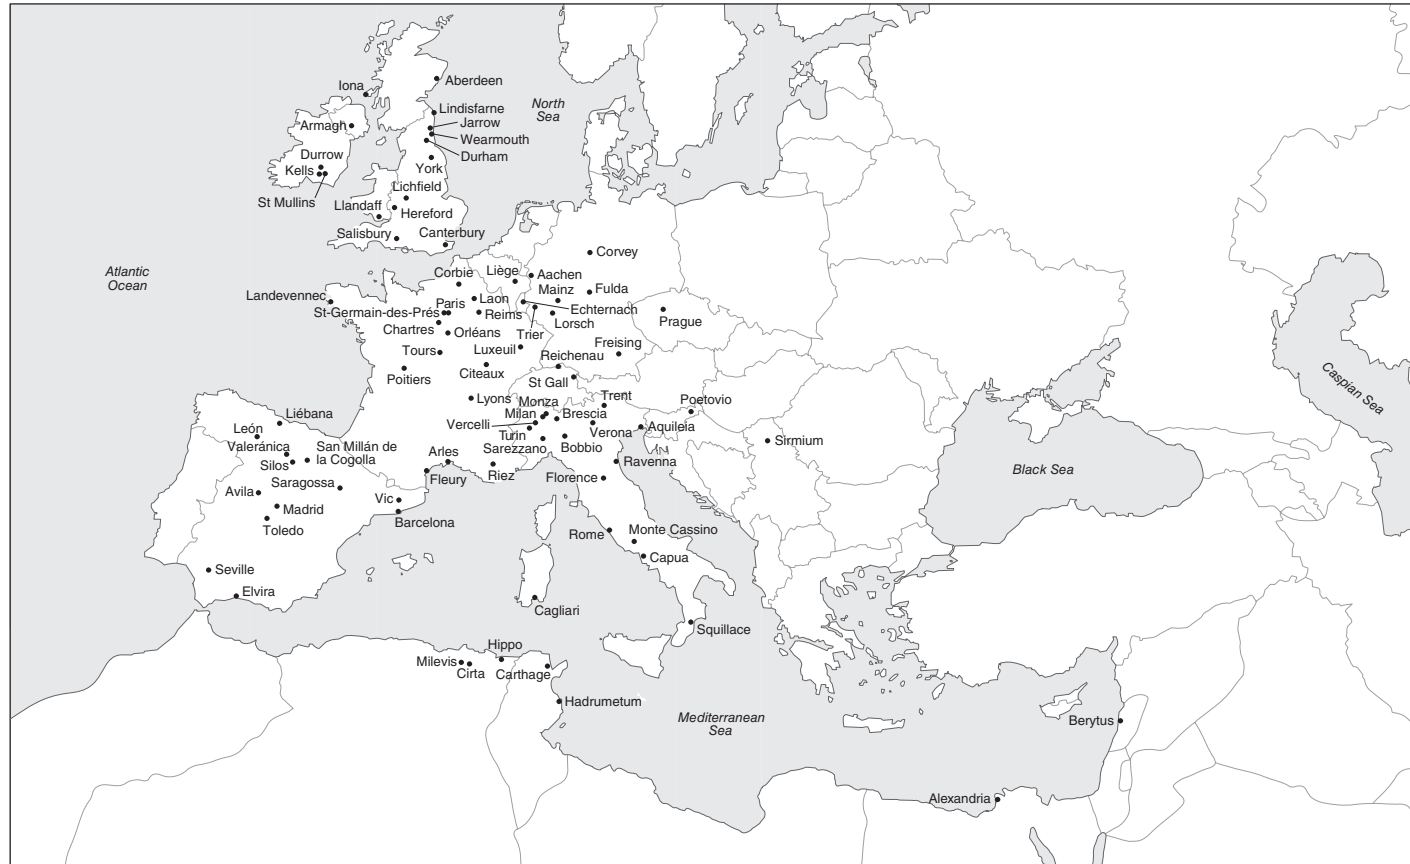 Iona
Aberdeen
North
Sea
Lindisfarne
Jarrow
Armagh
Wearmouth
Durham
Durrow
York
Kells
Lichfield
St Mullins
Llandaff
Hereford
Salisbury
Canterbury
Corvey
Atlantic
Ocean
Corbie
Liège
Aachen
Mainz
Fulda
Landevennec
Paris
Laon
Echternach
St-Germain-des-Prés
Reims
Lorsch
Prague
Chartres
Orléans
Trier
Tours
Luxeuil
Freising
Reichenau
Poitiers
Citeaux
St Gall
Caspian Sea
Lyons
Monza
Trent
Poetovio
Liébana
Milan
Brescia
León
Vercelli
Verona
Aquileia
Turin
Valeránica
San Millán de
la Cogolla
Sarezzano
Bobbio
Sirmium
Silos
Arles
Ravenna
Black Sea
Saragossa
Fleury
Riez
Florence
Avila
Vic
Madrid
Barcelona
Toledo
Rome
Monte Cassino
Capua
Seville
Elvira
Cagliari
Squillace
Hippo
Milevis
Cirta
Carthage
Hadrumetum
Mediterranean
Sea
Berytus
Alexandria